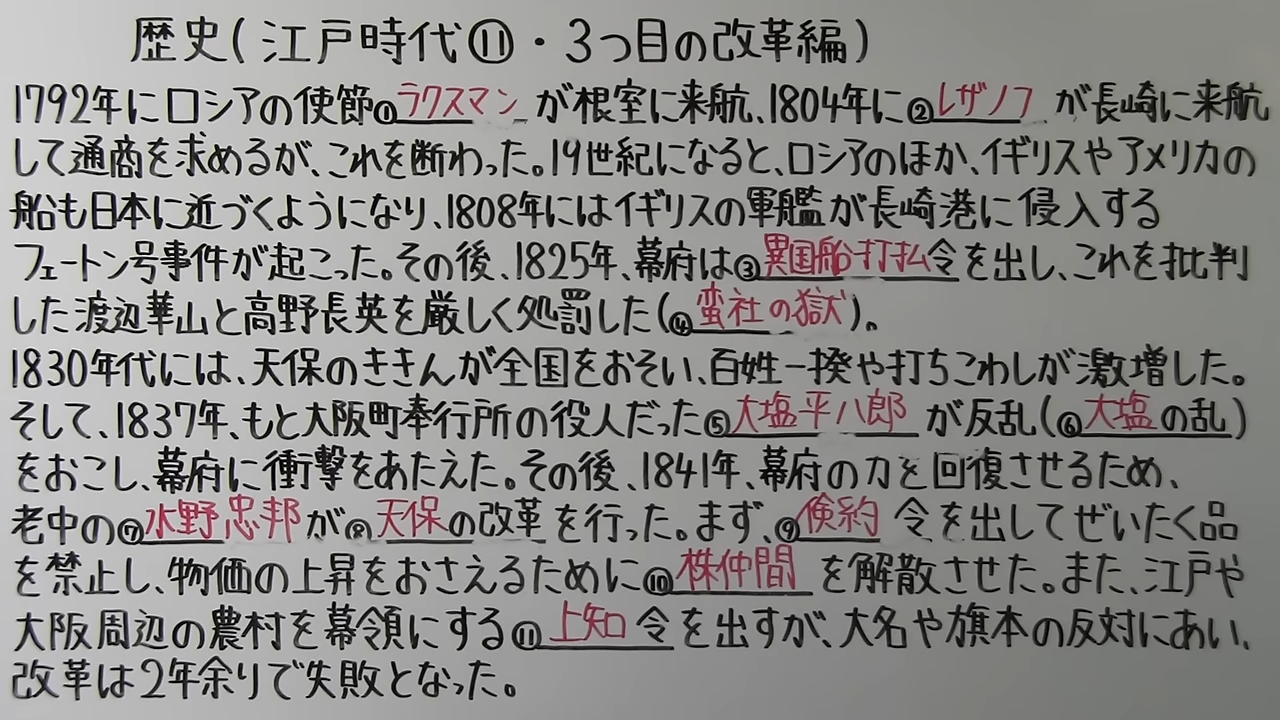 歴史(江戸時代⑪・3つ目の改革編)
1792年にロシアの使節①ラクスマンが根室に来航、1804年に②レザノフが長崎に来航
して通商を求めるが、これを断わった。19世紀になると、ロシアのほか、イギリスやアメリカの
船も日本に近づくようになり、1808年にはイギリスの軍艦が長崎港に侵入する
フェートン号事件が起こった。その後、1825年、幕府は③異国船打払令を出し、これを批判
した渡辺華山と高野長英を厳しく処罰した(④蛮社の獄)。
1830年代には、天保のききんが全国をおそい、百姓一揆や打ちこわしが激増した。
そして、1837年、もと大阪町奉行所の役人だった⑤大塩平八郎が反乱(⑥大塩の乱)
をおこし、幕府に衝撃をあたえた。その後、1841年、幕府の力を回復させるため、
老中の⑦水野忠邦が⑧天保の改革を行った。まず、⑨倹約令を出してぜいたく品
を禁止し、物価の上昇をおさえるために⑩株仲間を解散させた。また、江戸や
大阪周辺の農村を幕領にする⑪上知令を出すが、大名や旗本の反対にあい、
改革は2年余りで失敗となった。